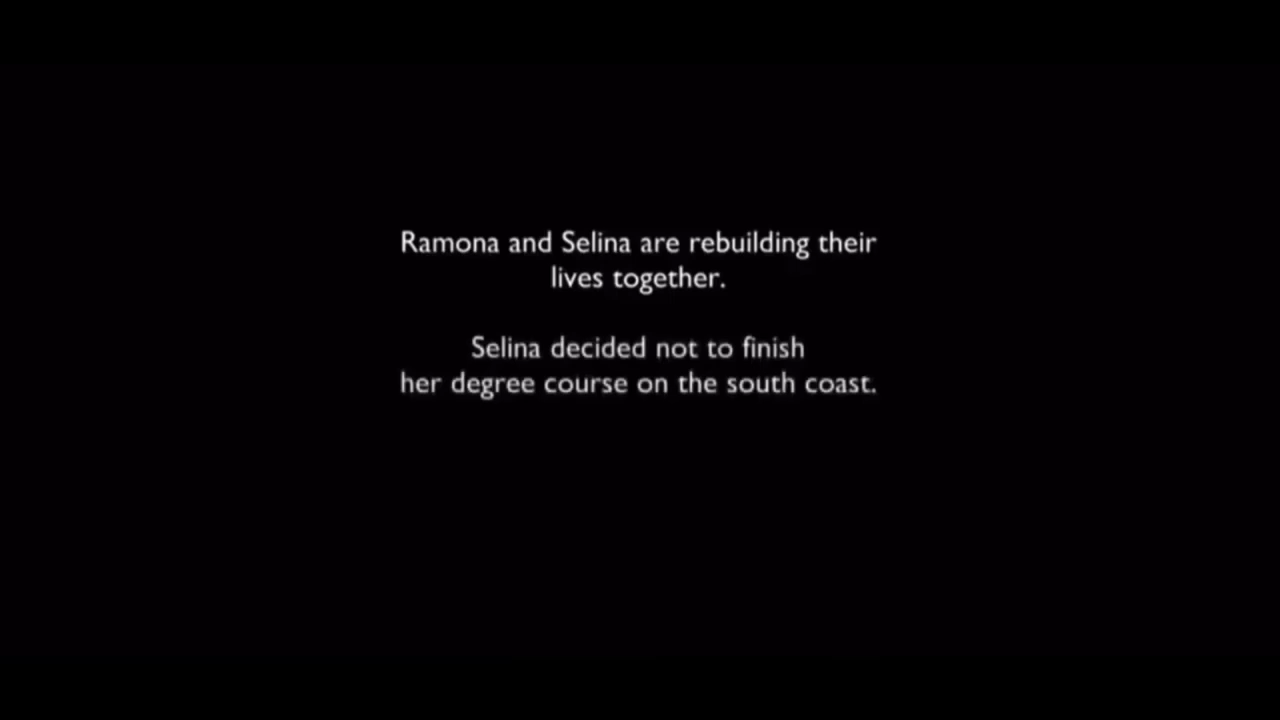 Ramona and Selina are rebuilding their
lives together.
Selina decided not to finish
her degree course on the south coast.